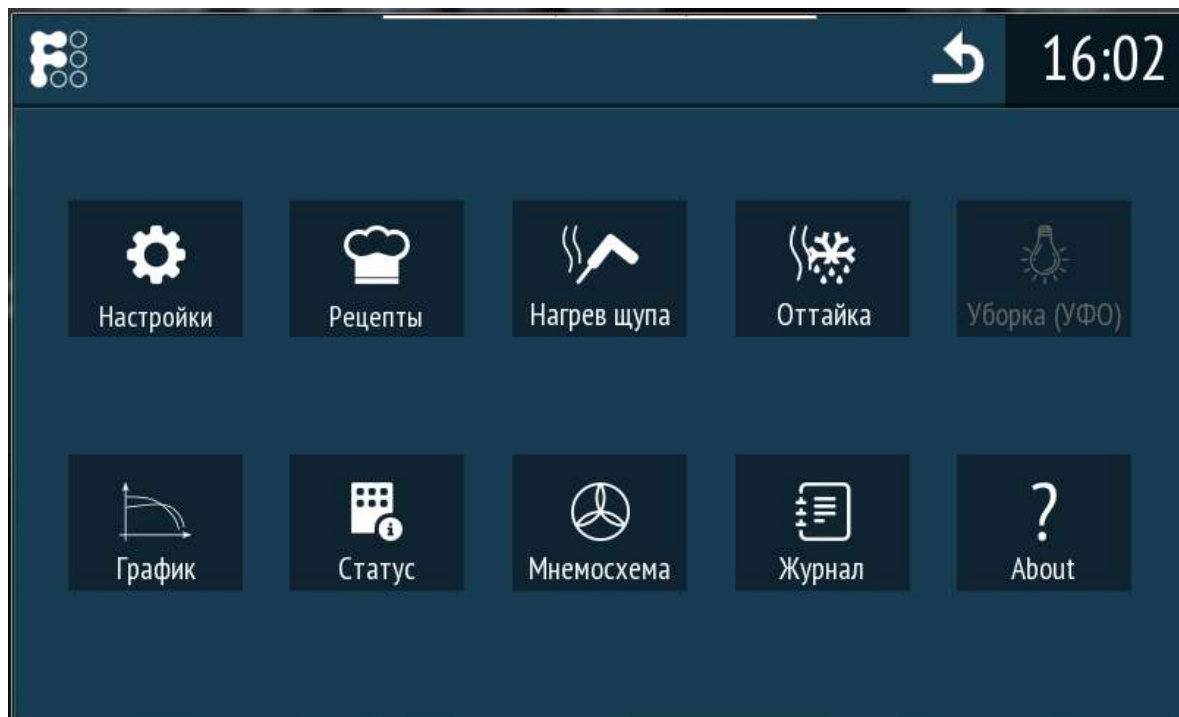 16:02
Настройки
Рецепты
Нагрев щупа
Оттайка
Уборка (УФО)
График
Статус
Мнемосхема
Журнал
? About